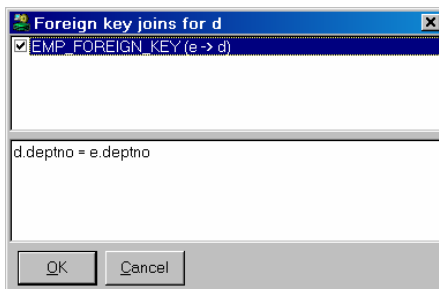 Foreign key joins for d
EMP_FOREIGN_KEY (e -> d)
d.deptno = e.deptno
OK
Cancel